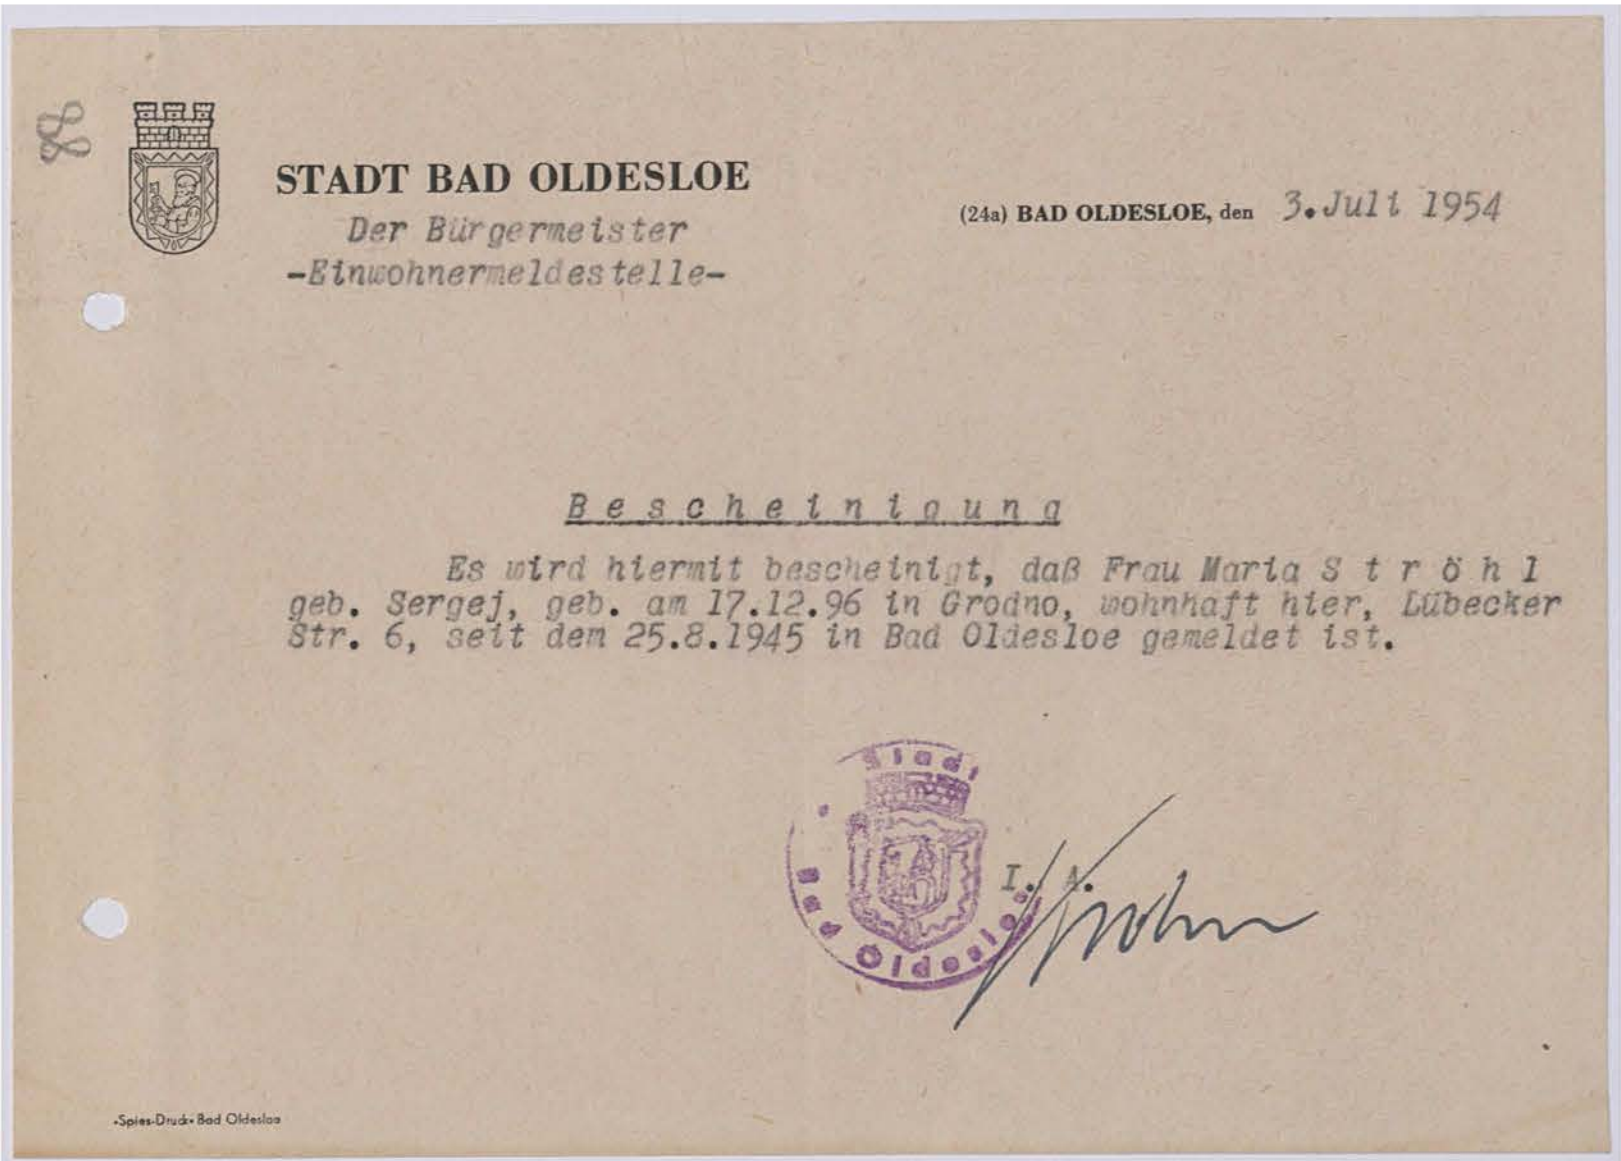 STADT BAD OLDESLOE
Der Bürgermeister
-Einwohnermeldestelle-
(24a) BAD OLDESLOE, den 3. Juli 1954
B e s c h e i n i g u n g
Es wird hiermit bescheinigt, daß Frau Maria S t r ö h l
geb. Sergej, geb. am 17.12.96 in Grodno, wohnhaft hier, Lübecker
Str. 6, seit dem 25.8.1945 in Bad Oldesloe gemeldet ist.
Stadt
Bad Oldesloe
I. A.
«Spies-Druck» Bad Oldesloe